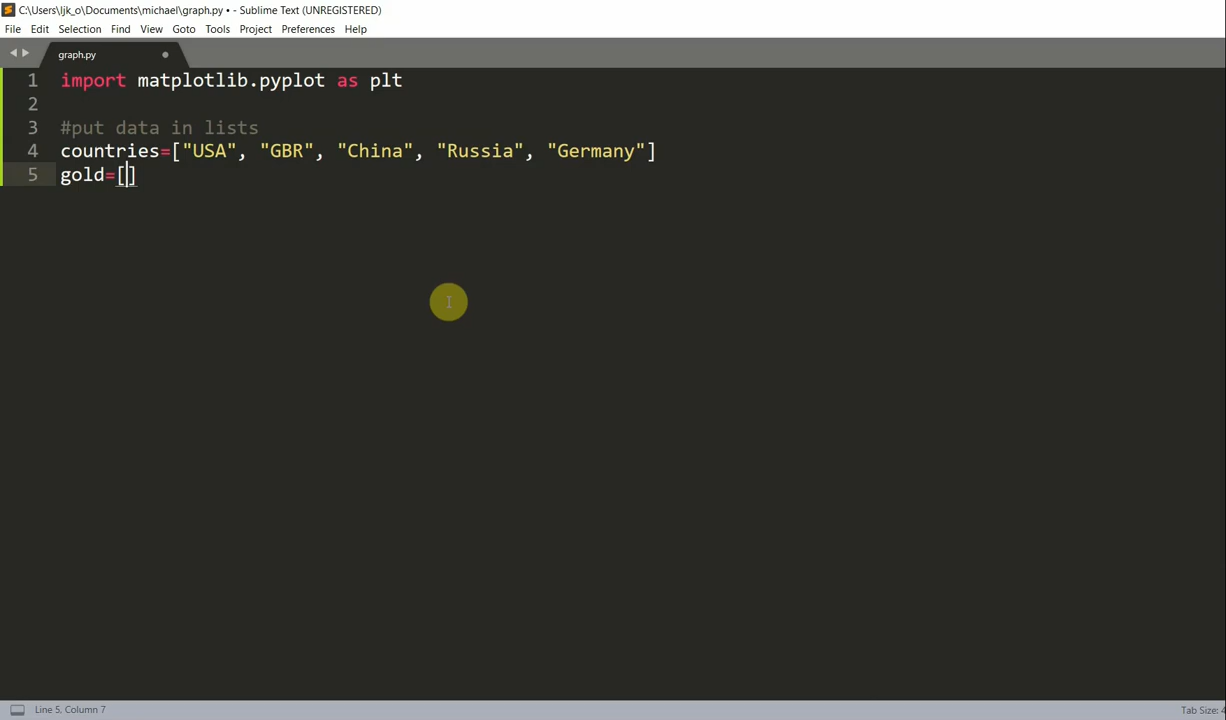 C:\Users\ljk_o\Documents\michael\graph.py • - Sublime Text (UNREGISTERED)
File Edit Selection Find View Goto Tools Project Preferences Help
graph.py
1 import matplotlib.pyplot as plt
2
3 #put data in lists
4 countries=["USA", "GBR", "China", "Russia", "Germany"]
5 gold=[]
Line 5, Column 7 Tab Size: 4